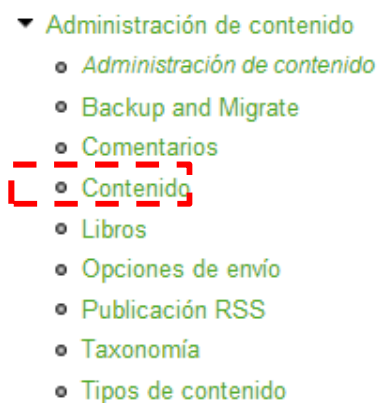 Administración de contenido
Administración de contenido
Backup and Migrate
Comentarios
Contenido
Libros
Opciones de envío
Publicación RSS
Taxonomía
Tipos de contenido